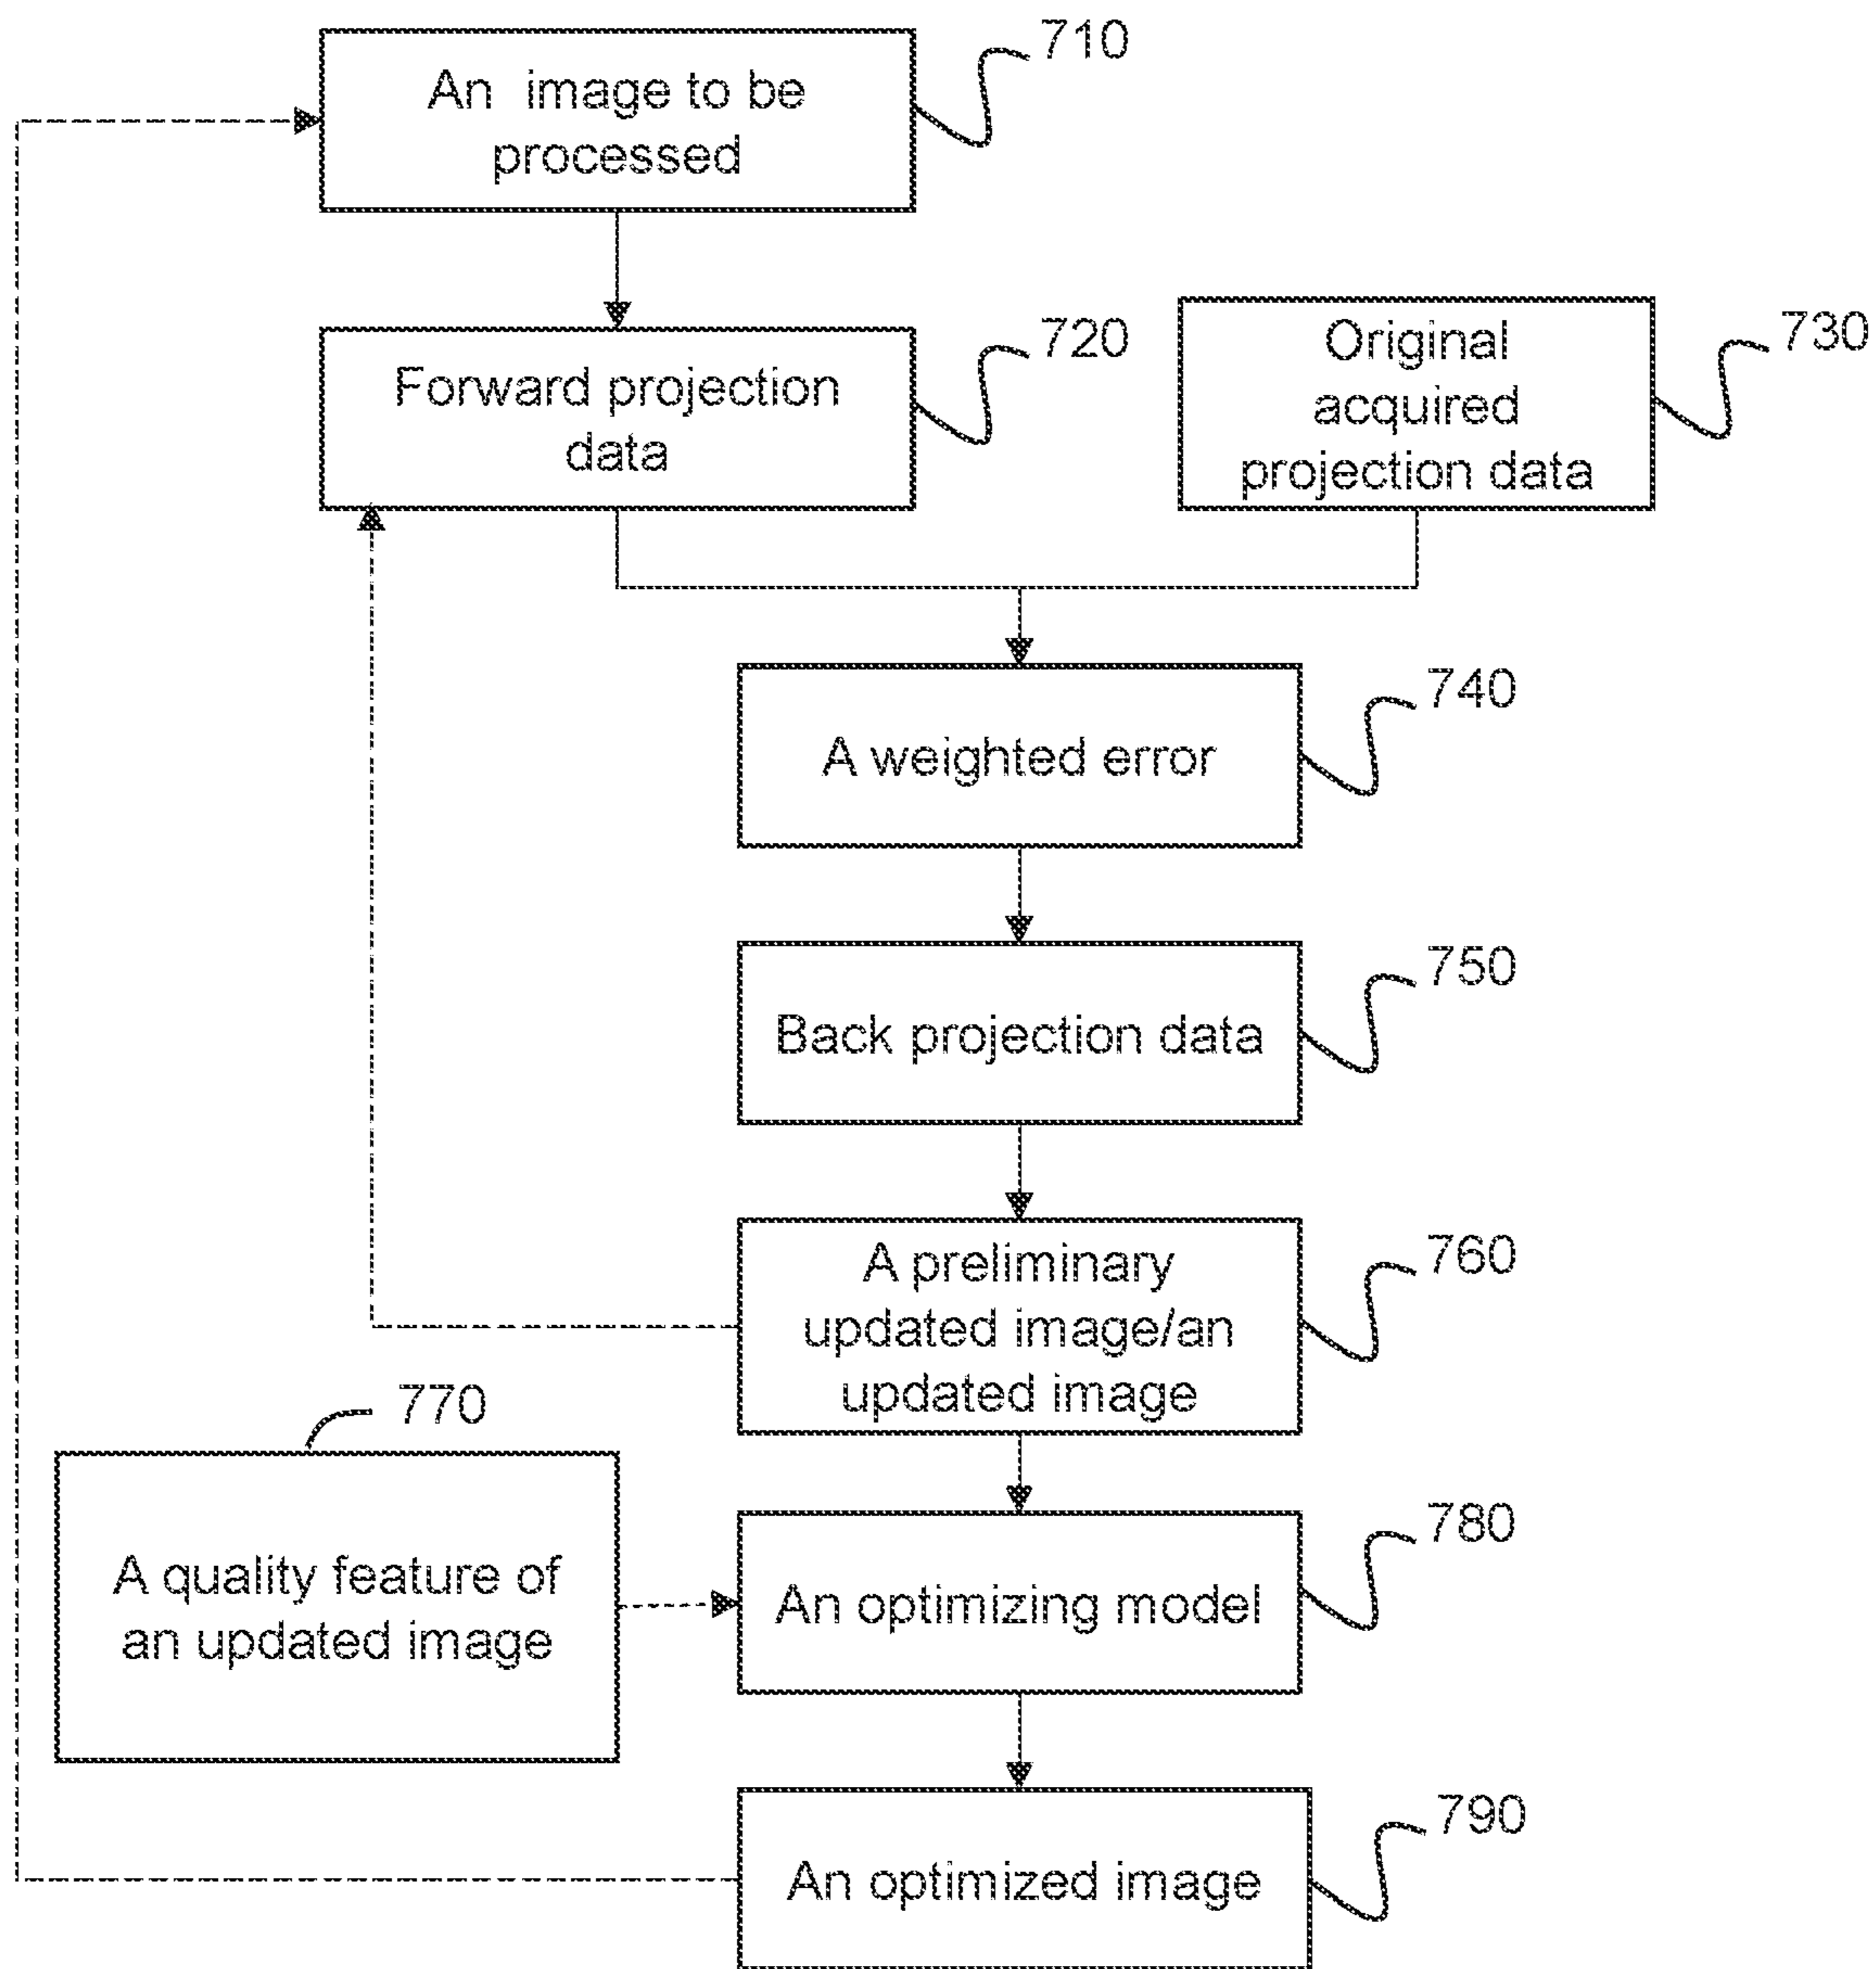 An image to be
processed
710
Forward projection
data
720
Original
acquired
projection data
730
A weighted error
740
Back projection data
750
A preliminary
updated image/an
updated image
760
770
A quality feature of
an updated image
An optimizing model
780
An optimized image
790